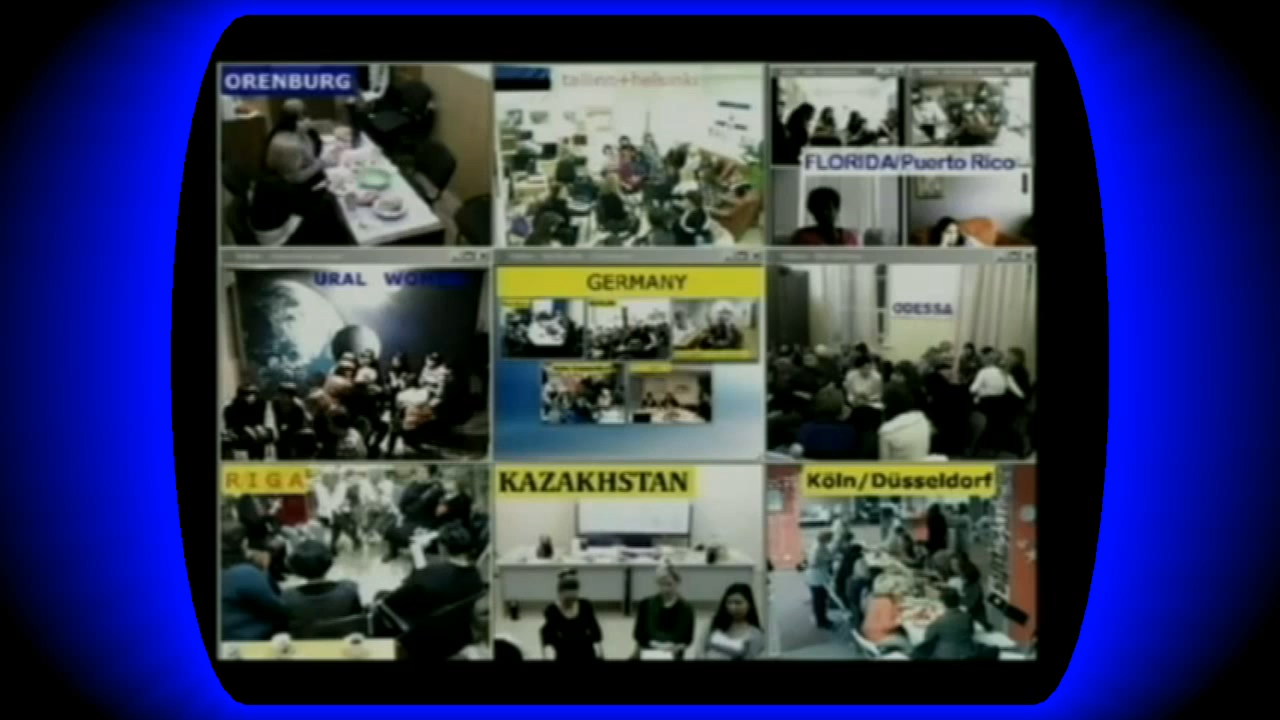 ORENBURG
tallinn+helsinki
FLORIDA/Puerto Rico
URAL
GERMANY
ODESSA
RIGA
KAZAKHSTAN
Köln/Düsseldorf